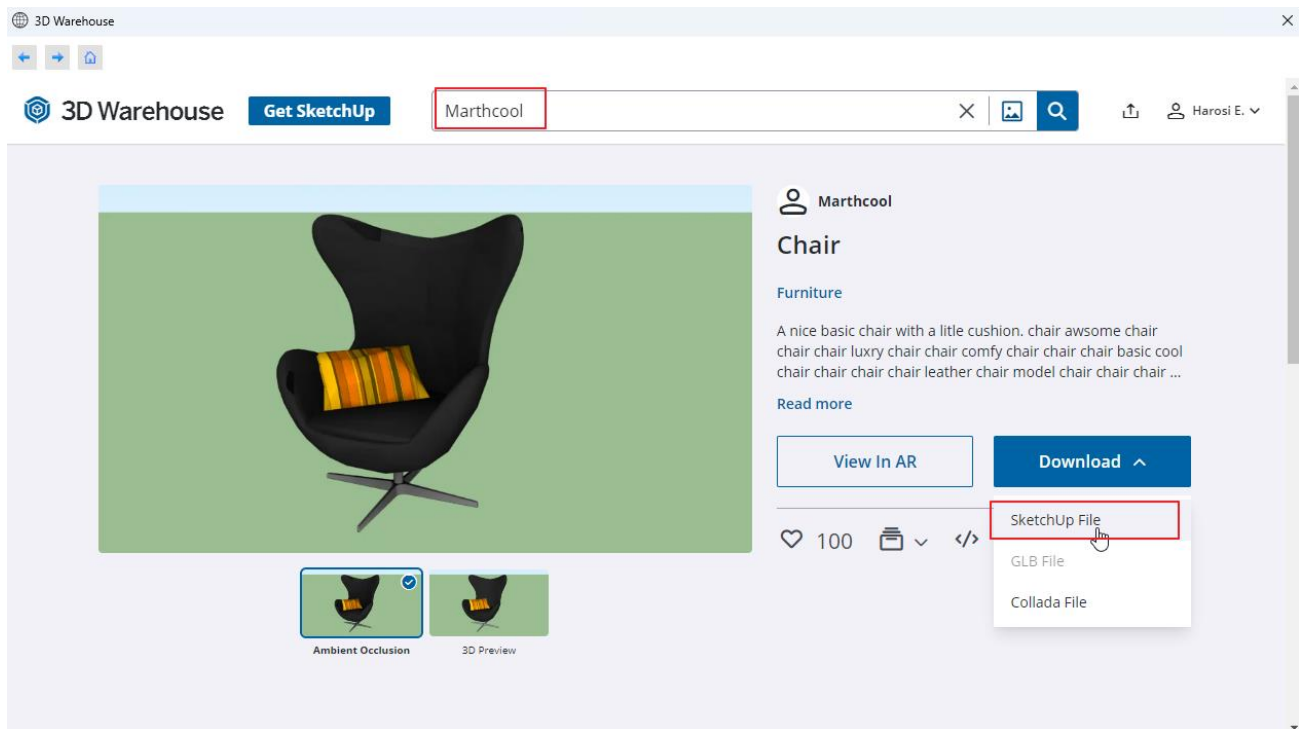 3D Warehouse
3D Warehouse
Get SketchUp
Marthcool
Harosi E.
Marthcool
Chair
Furniture
A nice basic chair with a litle cushion. chair awsome chair
chair chair luxry chair chair comfy chair chair chair basic cool
chair chair chair chair leather chair model chair chair chair ...
Read more
View In AR
Download
SketchUp File
100
</>
GLB File
Collada File
Ambient Occlusion
3D Preview